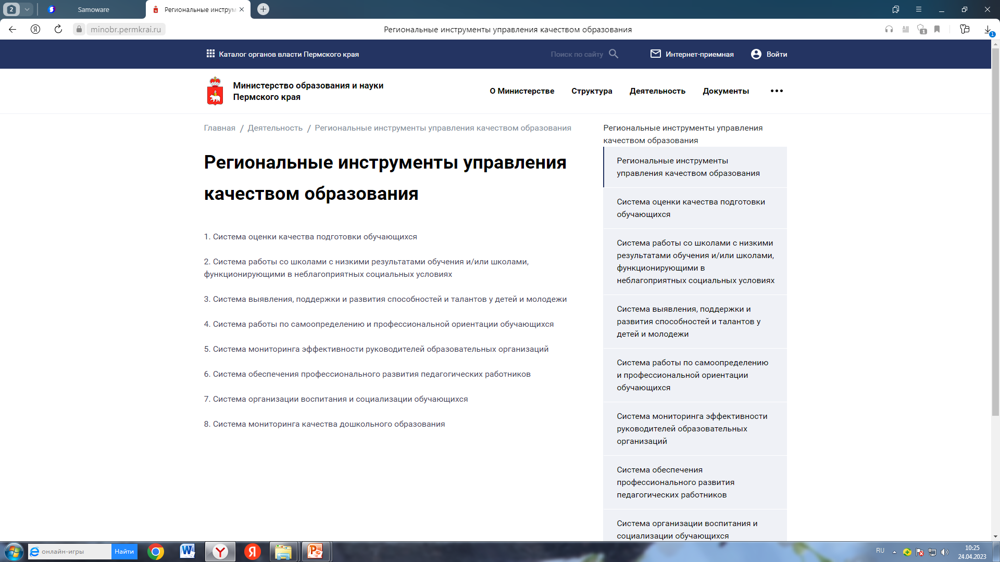 2
Samoware
Региональные инструм
minobr.permkrai.ru
Региональные инструменты управления качеством образования
1
1
Каталог органов власти Пермского края
Поиск по сайту
Интернет-приемная
Войти
Министерство образования и науки
Пермского края
О Министерстве
Структура
Деятельность
Документы
Главная / Деятельность / Региональные инструменты управления качеством образования
Региональные инструменты управления
качеством образования
1. Система оценки качества подготовки обучающихся
2. Система работы со школами с низкими результатами обучения и/или школами,
функционирующими в неблагоприятных социальных условиях
3. Система выявления, поддержки и развития способностей и талантов у детей и молодежи
4. Система работы по самоопределению и профессиональной ориентации обучающихся
5. Система мониторинга эффективности руководителей образовательных организаций
6. Система обеспечения профессионального развития педагогических работников
7. Система организации воспитания и социализации обучающихся
8. Система мониторинга качества дошкольного образования
Региональные инструменты управления
качеством образования
Региональные инструменты
управления качеством образования
Система оценки качества подготовки
обучающихся
Система работы со школами с низкими
результатами обучения и/или школами,
функционирующими в
неблагоприятных социальных условиях
Система выявления, поддержки и
развития способностей и талантов у
детей и молодежи
Система работы по самоопределению
и профессиональной ориентации
обучающихся
Система мониторинга эффективности
руководителей образовательных
организаций
Система обеспечения
профессионального развития
педагогических работников
Система организации воспитания и
социализации обучающихся
онлайн-игры
Найти
RU
10:25
24.04.2023